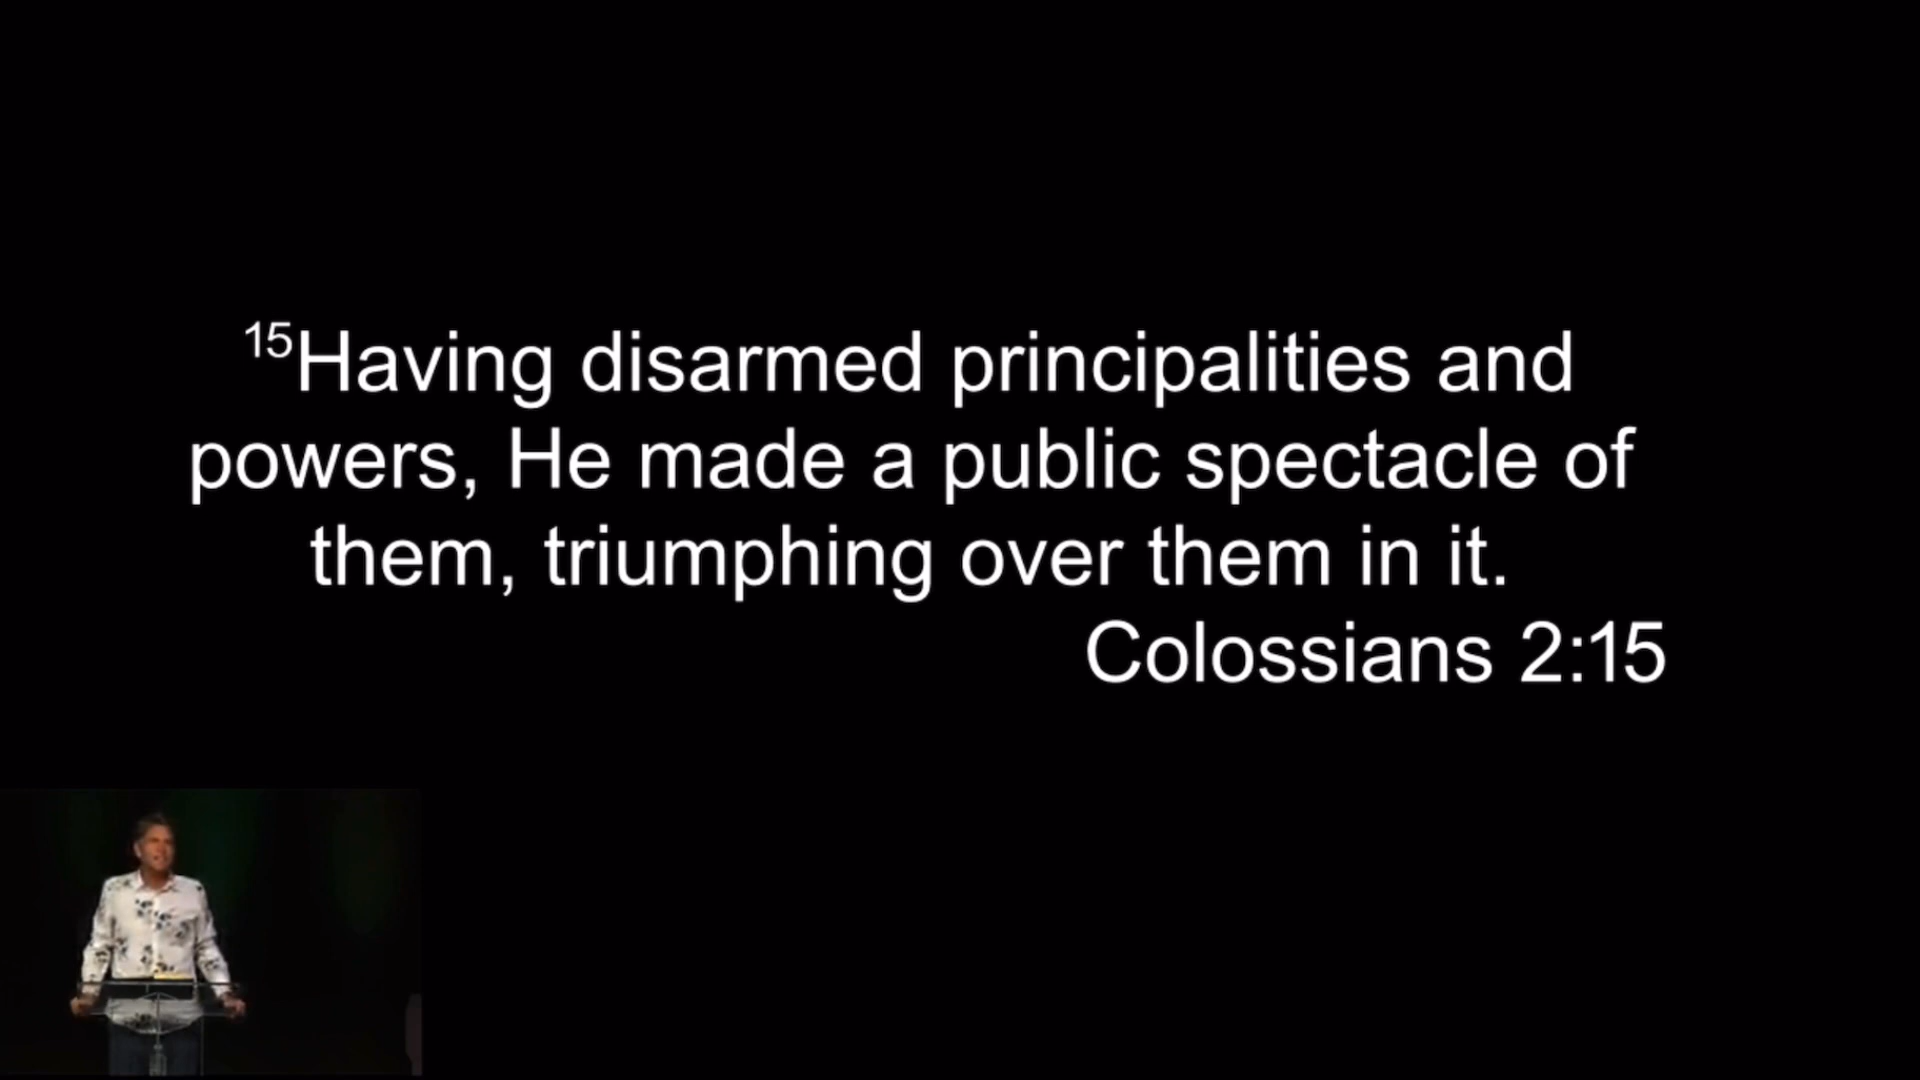 15Having disarmed principalities and
powers, He made a public spectacle of
them, triumphing over them in it.
Colossians 2:15